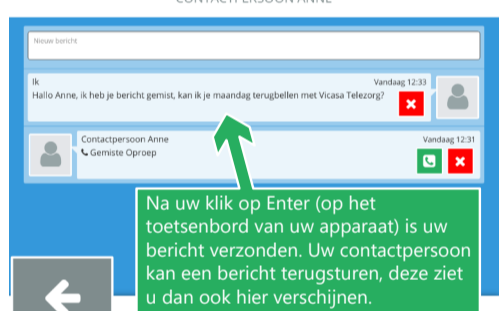 CONTACTPERSOON ANNE
Nieuw bericht
Ik
Vandaag 12:33
Hallo Anne, ik heb je bericht gemist, kan ik je maandag terugbellen met Vicasa Telezorg?
Contactpersoon Anne
Vandaag 12:31
Gemiste Oproep
Na uw klik op Enter (op het
toetsenbord van uw apparaat) is uw
bericht verzonden. Uw contactpersoon
kan een bericht terugsturen, deze ziet
u dan ook hier verschijnen.